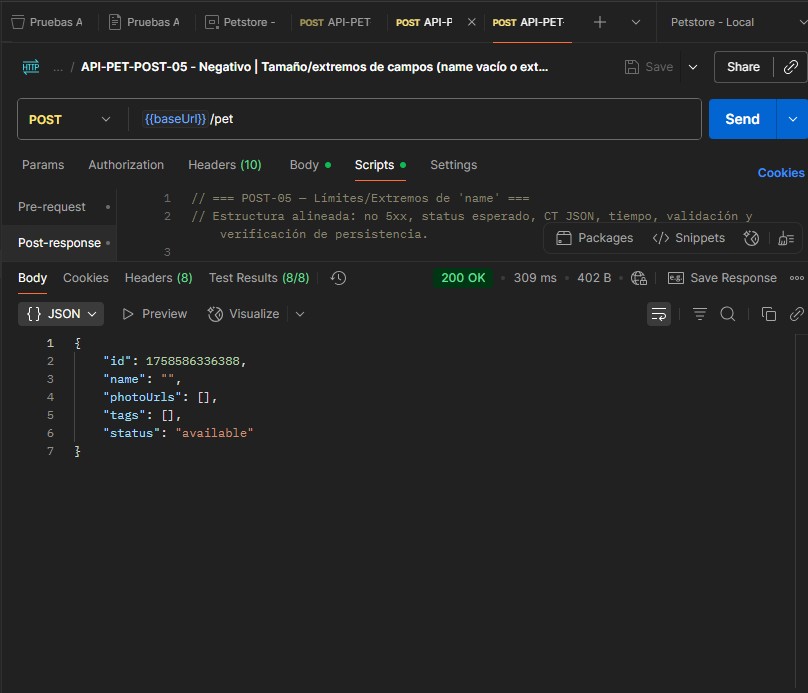 Pruebas A
Pruebas A
Petstore -
POST API-PET
POST API-P
POST API-PET-
Petstore - Local
HTTP ... / API-PET-POST-05 - Negativo | Tamaño/extremos de campos (name vacío o ext...
Save
Share
POST
{{baseUrl}} /pet
Send
Params
Authorization
Headers (10)
Body
Scripts
Settings
Cookies
Pre-request
Post-response
1 // === POST-05 — Límites/Extremos de 'name' ===
2 // Estructura alineada: no 5xx, status esperado, CT JSON, tiempo, validación y
verificación de persistencia.
3
Packages
</> Snippets
Body
Cookies
Headers (8)
Test Results (8/8)
200 OK
309 ms
402 B
e.g. Save Response
{} JSON
Preview
Visualize
1 {
2 "id": 1758586336388,
3 "name": "",
4 "photoUrls": [],
5 "tags": [],
6 "status": "available"
7 }